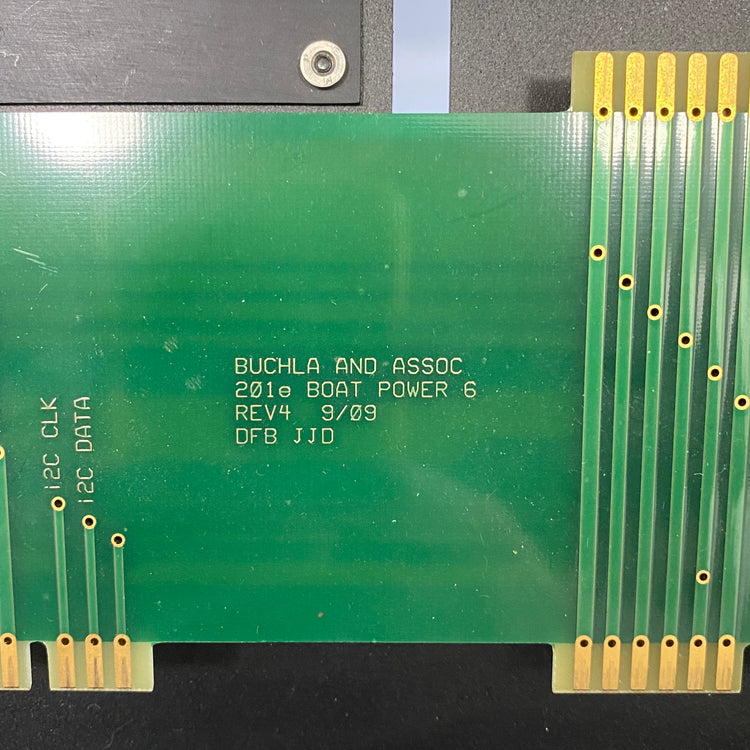 BUCHLA AND ASSOC
201e BOAT POWER 6
REV4 9/09
DFB JJD
i2C CLK
i2C DATA